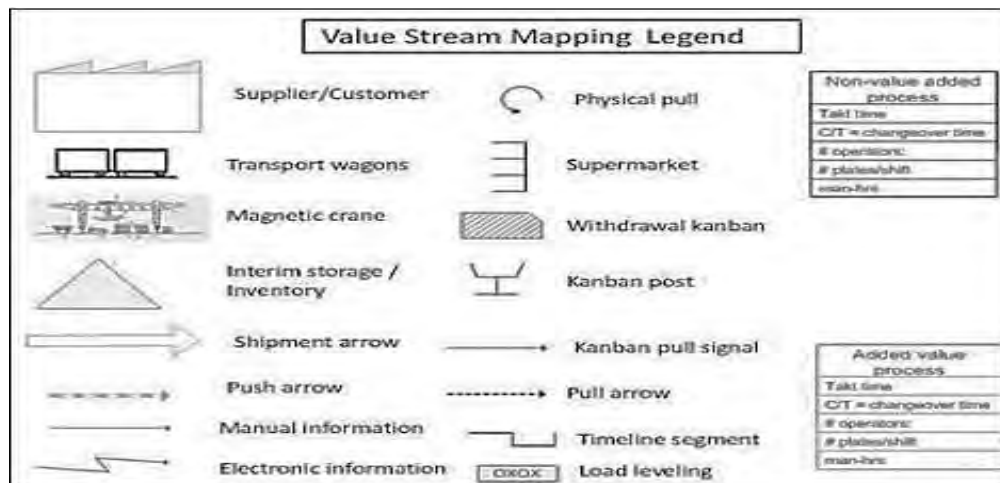 Value Stream Mapping Legend
Supplier/Customer
Transport wagons
Magnetic crane
Interim storage /
Inventory
Shipment arrow
Push arrow
Manual information
Electronic information
Physical pull
Supermarket
Withdrawal kanban
Kanban post
Kanban pull signal
Pull arrow
Timeline segment
OXOX
Load leveling
Non-value added
process
Takt time
C/T = changeover time
# operators:
# plates/shift
man-hrs
Added value
process
Takt time
C/T = changeover time
# operators:
# plates/shift
man-hrs